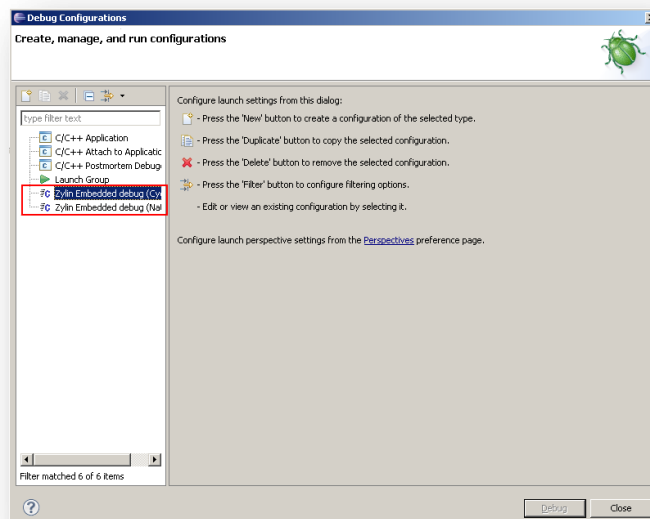 Debug Configurations
Create, manage, and run configurations
type filter text
C/C++ Application
C/C++ Attach to Applicatic
C/C++ Postmortem Debug
Launch Group
Zylin Embedded debug (Cy
Zylin Embedded debug (Na
Filter matched 6 of 6 items
Configure launch settings from this dialog:
- Press the 'New' button to create a configuration of the selected type.
- Press the 'Duplicate' button to copy the selected configuration.
- Press the 'Delete' button to remove the selected configuration.
- Press the 'Filter' button to configure filtering options.
- Edit or view an existing configuration by selecting it.
Configure launch perspective settings from the Perspectives preference page.
Debug
Close